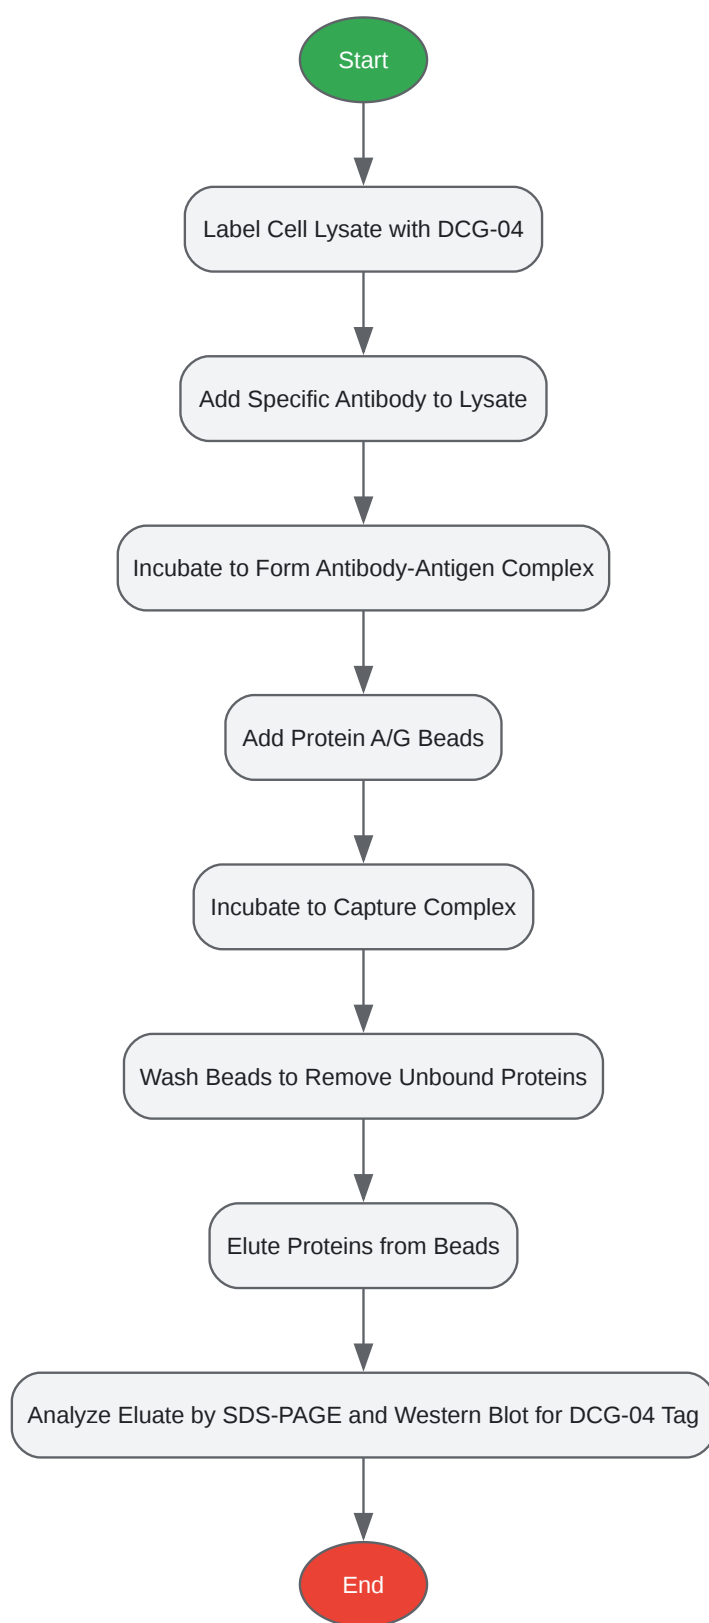 Start
Label Cell Lysate with DCG-04
Add Specific Antibody to Lysate
Incubate to Form Antibody-Antigen Complex
Add Protein A/G Beads
Incubate to Capture Complex
Wash Beads to Remove Unbound Proteins
Elute Proteins from Beads
Analyze Eluate by SDS-PAGE and Western Blot for DCG-04 Tag
End